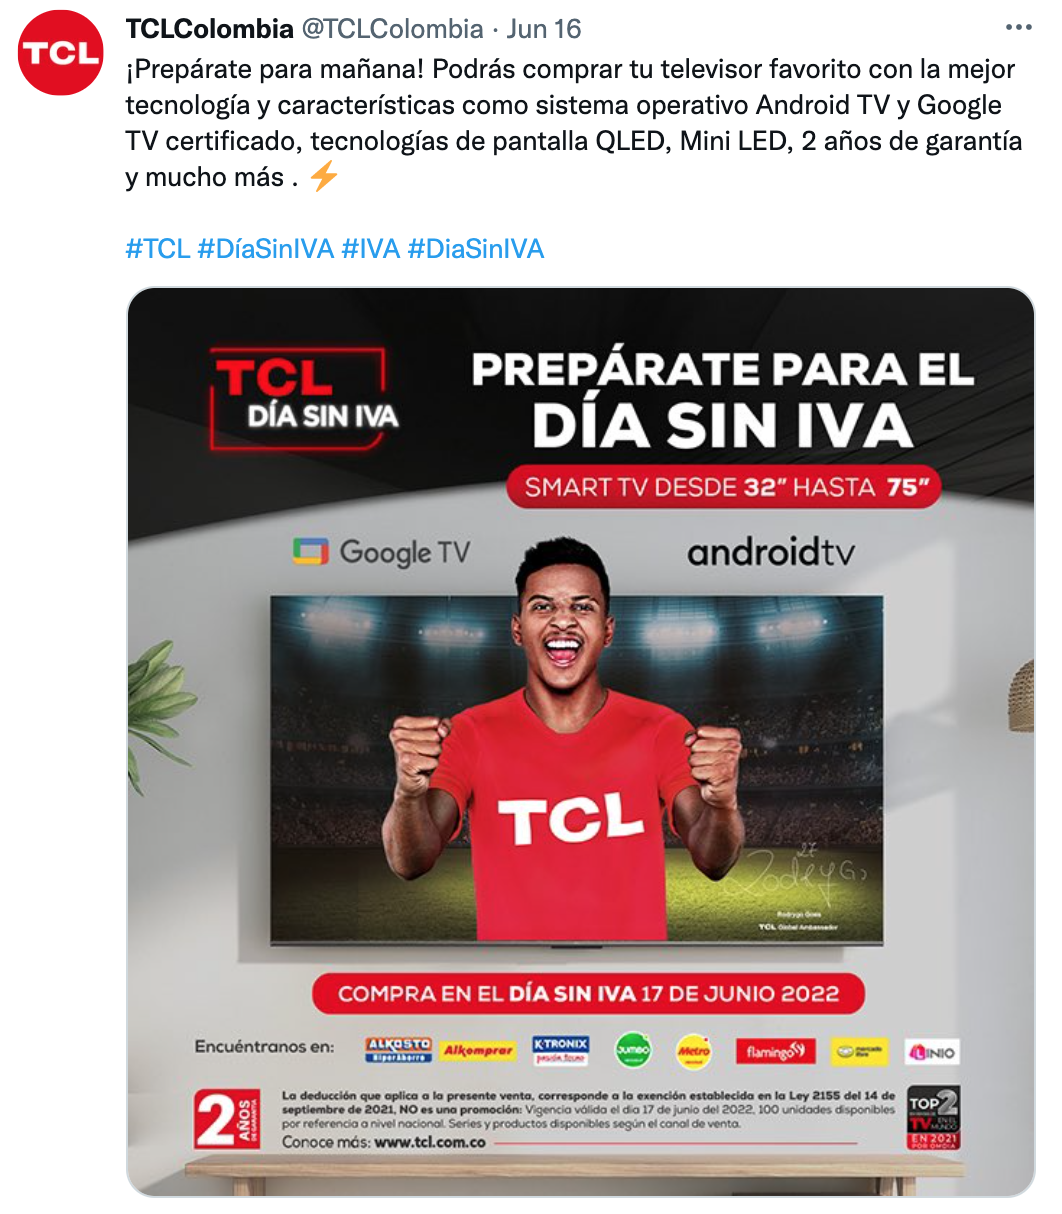 TCL
TCLColombia @TCLColombia · Jun 16
¡Prepárate para mañana! Podrás comprar tu televisor favorito con la mejor
tecnología y características como sistema operativo Android TV y Google
TV certificado, tecnologías de pantalla QLED, Mini LED, 2 años de garantía
y mucho más . ⚡
#TCL #DíaSinIVA #IVA #DiaSinIVA
TCL
DÍA SIN IVA
PREPÁRATE PARA EL
DÍA SIN IVA
SMART TV DESDE 32” HASTA 75”
Google TV
androidtv
TCL
27
RodryGo
Rodrygo Goes
TCL Global Ambassador
COMPRA EN EL DÍA SIN IVA 17 DE JUNIO 2022
Encuéntranos en:
ALKOSTO
HiperAhorro
Alkomprar
K·TRONIX
pasión techno
JUMBO
Metro
flamingo
mercado
libre
LINIO
2 AÑOS
DE GARANTÍA
La deducción que aplica a la presente venta, corresponde a la exención establecida en la Ley 2155 del 14 de
septiembre de 2021, NO es una promoción: Vigencia válida el dia 17 de junio del 2022, 100 unidades disponibles
por referencia a nivel nacional. Series y productos disponibles según el canal de venta.
Conoce más: www.tcl.com.co
TOP2
TV EN EL
MUNDO
EN 2021
POR OMDIA